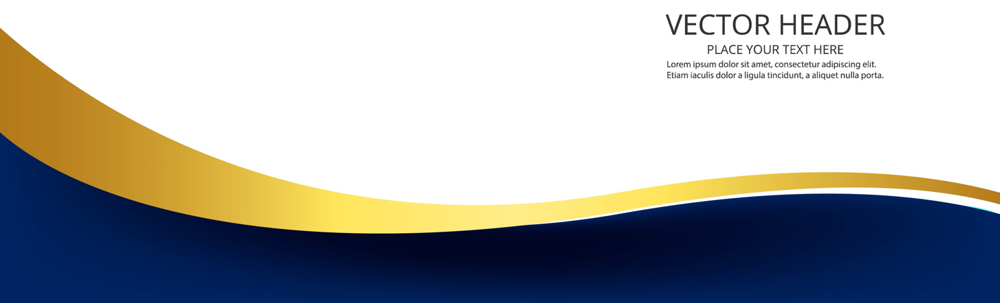 VECTOR HEADER
PLACE YOUR TEXT HERE
Lorem ipsum dolor sit amet, consectetur adipiscing elit.
Etiam iaculis dolor a ligula tincidunt, a aliquet nulla porta.